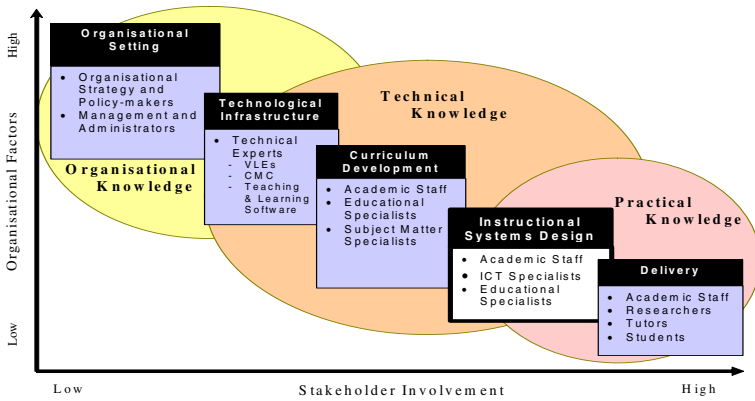 High
Organisational Factors
Low
Organisational
Setting
• Organisational
Strategy and
Policy-makers
• Management and
Administrators
Organisational
Knowledge
Technological
Infrastructure
• Technical
Experts
- VLEs
- CMC
- Teaching
& Learning
Software
Technical
Knowledge
Curriculum
Development
• Academic Staff
• Educational
Specialists
• Subject Matter
Specialists
Practical
Knowledge
Instructional
Systems Design
• Academic Staff
• ICT Specialists
• Educational
Specialists
Delivery
• Academic Staff
• Researchers
• Tutors
• Students
Low
Stakeholder Involvement
High